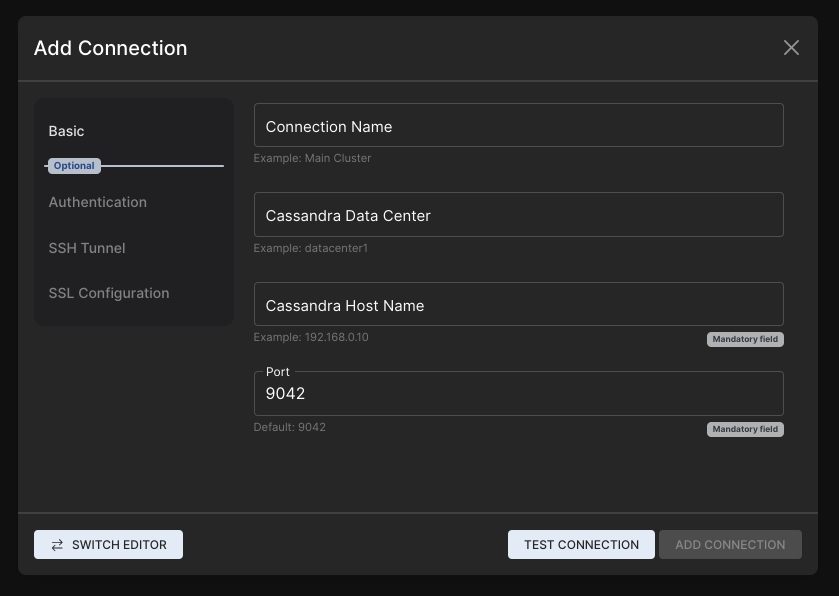 Add Connection
Basic
Optional
Authentication
SSH Tunnel
SSL Configuration
Connection Name
Example: Main Cluster
Cassandra Data Center
Example: datacenter1
Cassandra Host Name
Example: 192.168.0.10
Mandatory field
Port
9042
Default: 9042
Mandatory field
SWITCH EDITOR
TEST CONNECTION
ADD CONNECTION